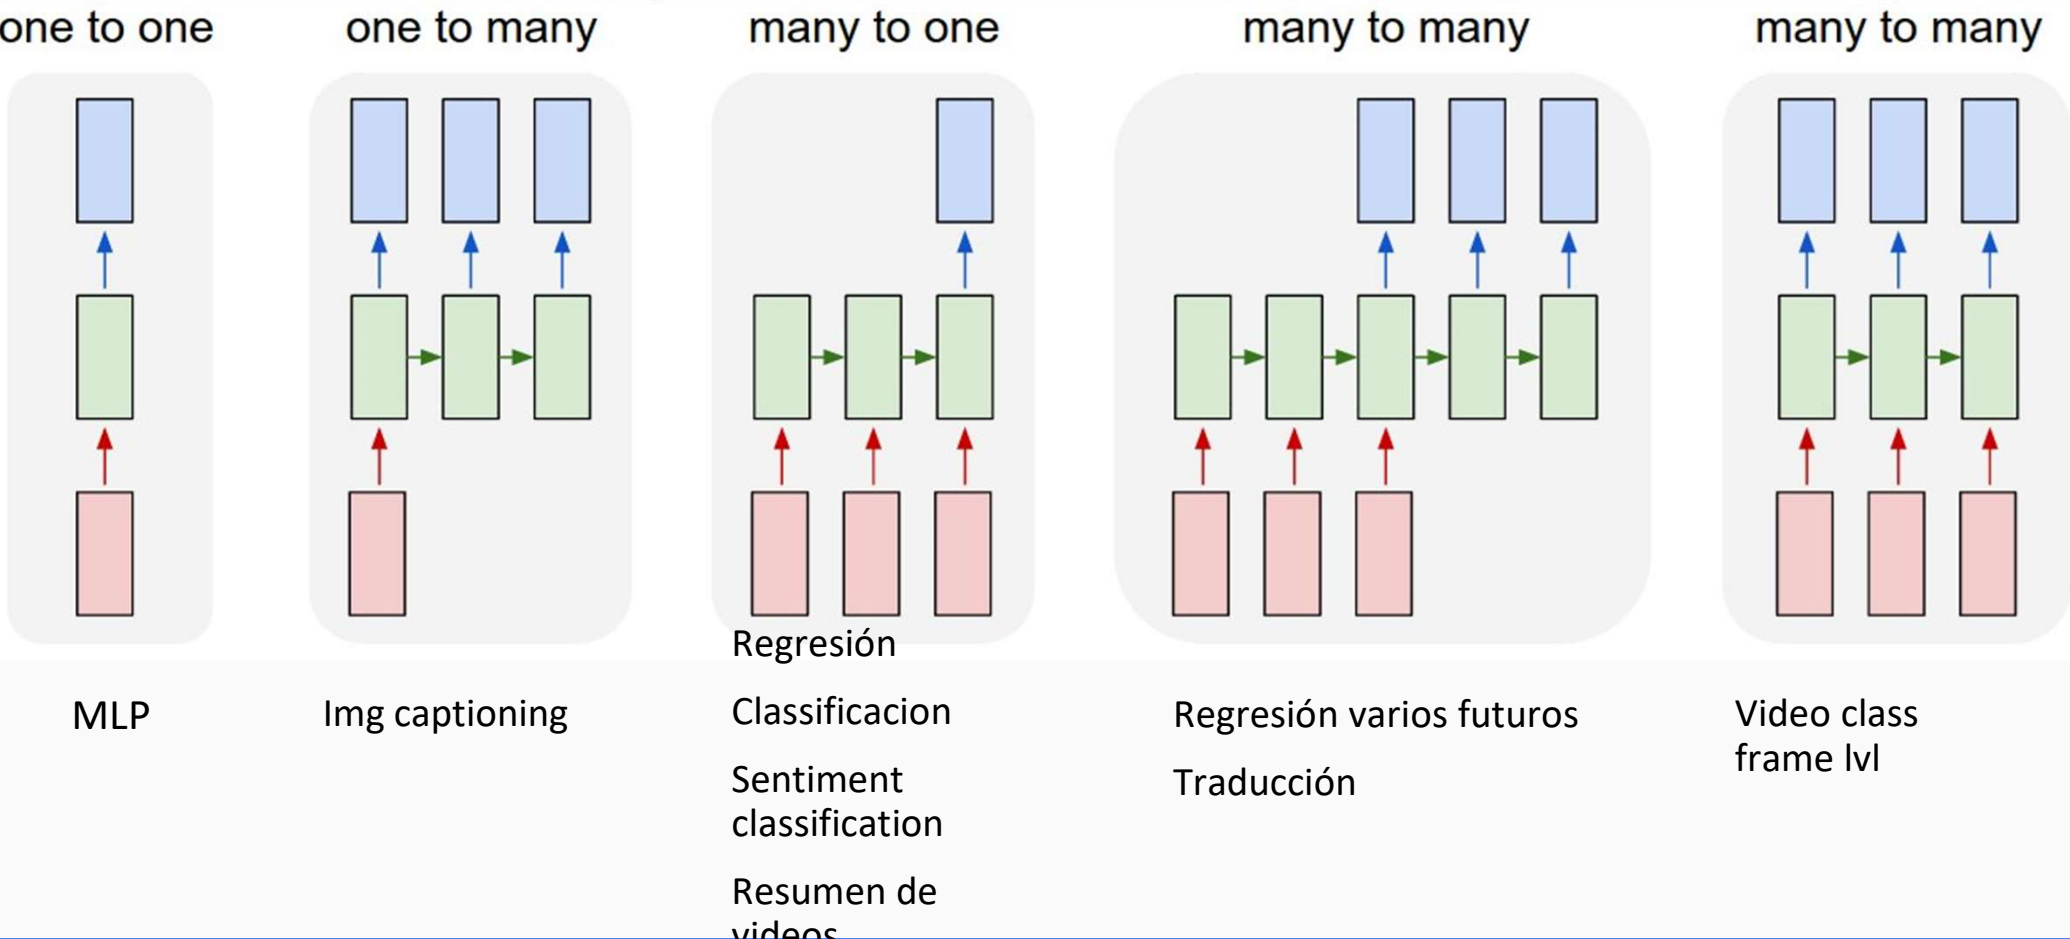 one to one
one to many
many to one
many to many
many to many
MLP
Img captioning
Regresión
Classificacion
Sentiment
classification
Resumen de
videos
Regresión varios futuros
Traducción
Video class
frame lvl